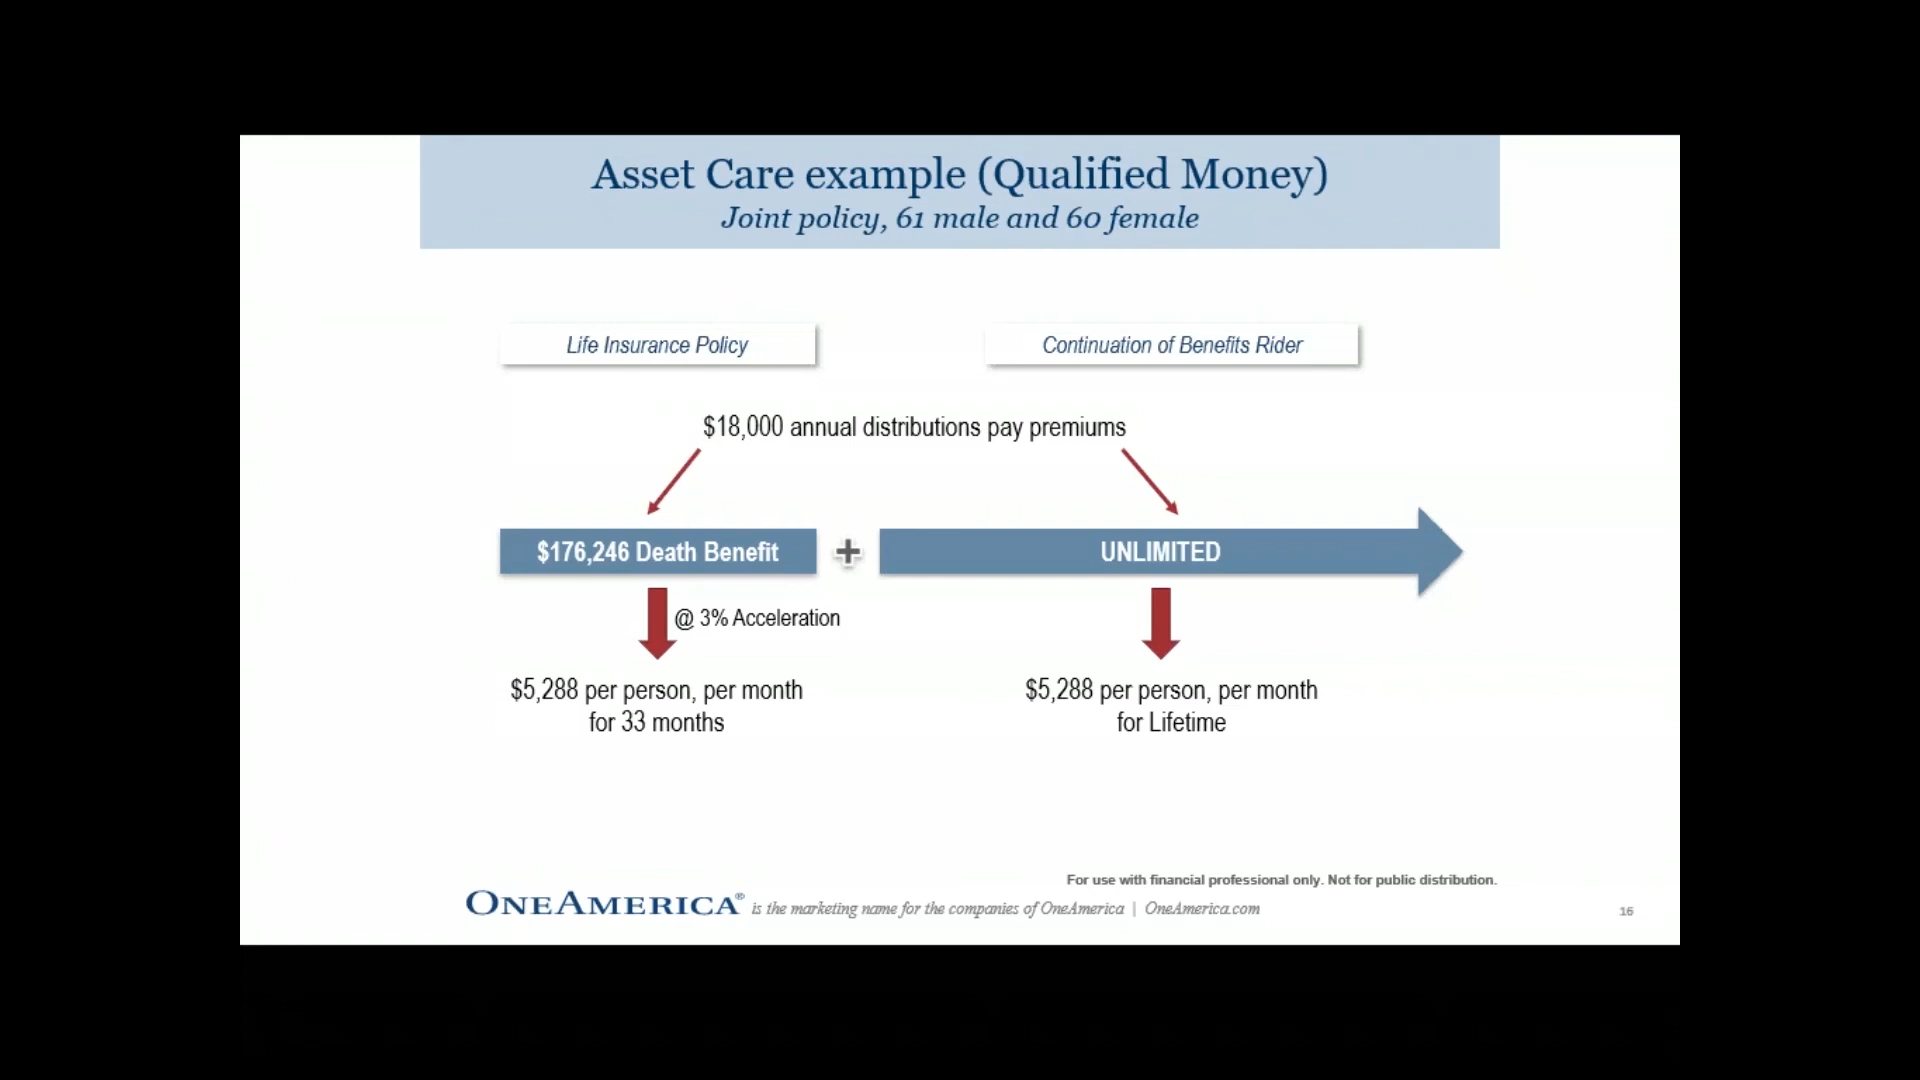 Asset Care example (Qualified Money)
Joint policy, 61 male and 60 female
Life Insurance Policy
Continuation of Benefits Rider
$18,000 annual distributions pay premiums
$176,246 Death Benefit
+
UNLIMITED
@ 3% Acceleration
$5,288 per person, per month
for 33 months
$5,288 per person, per month
for Lifetime
For use with financial professional only. Not for public distribution.
ONEAMERICA® is the marketing name for the companies of OneAmerica | OneAmerica.com
16